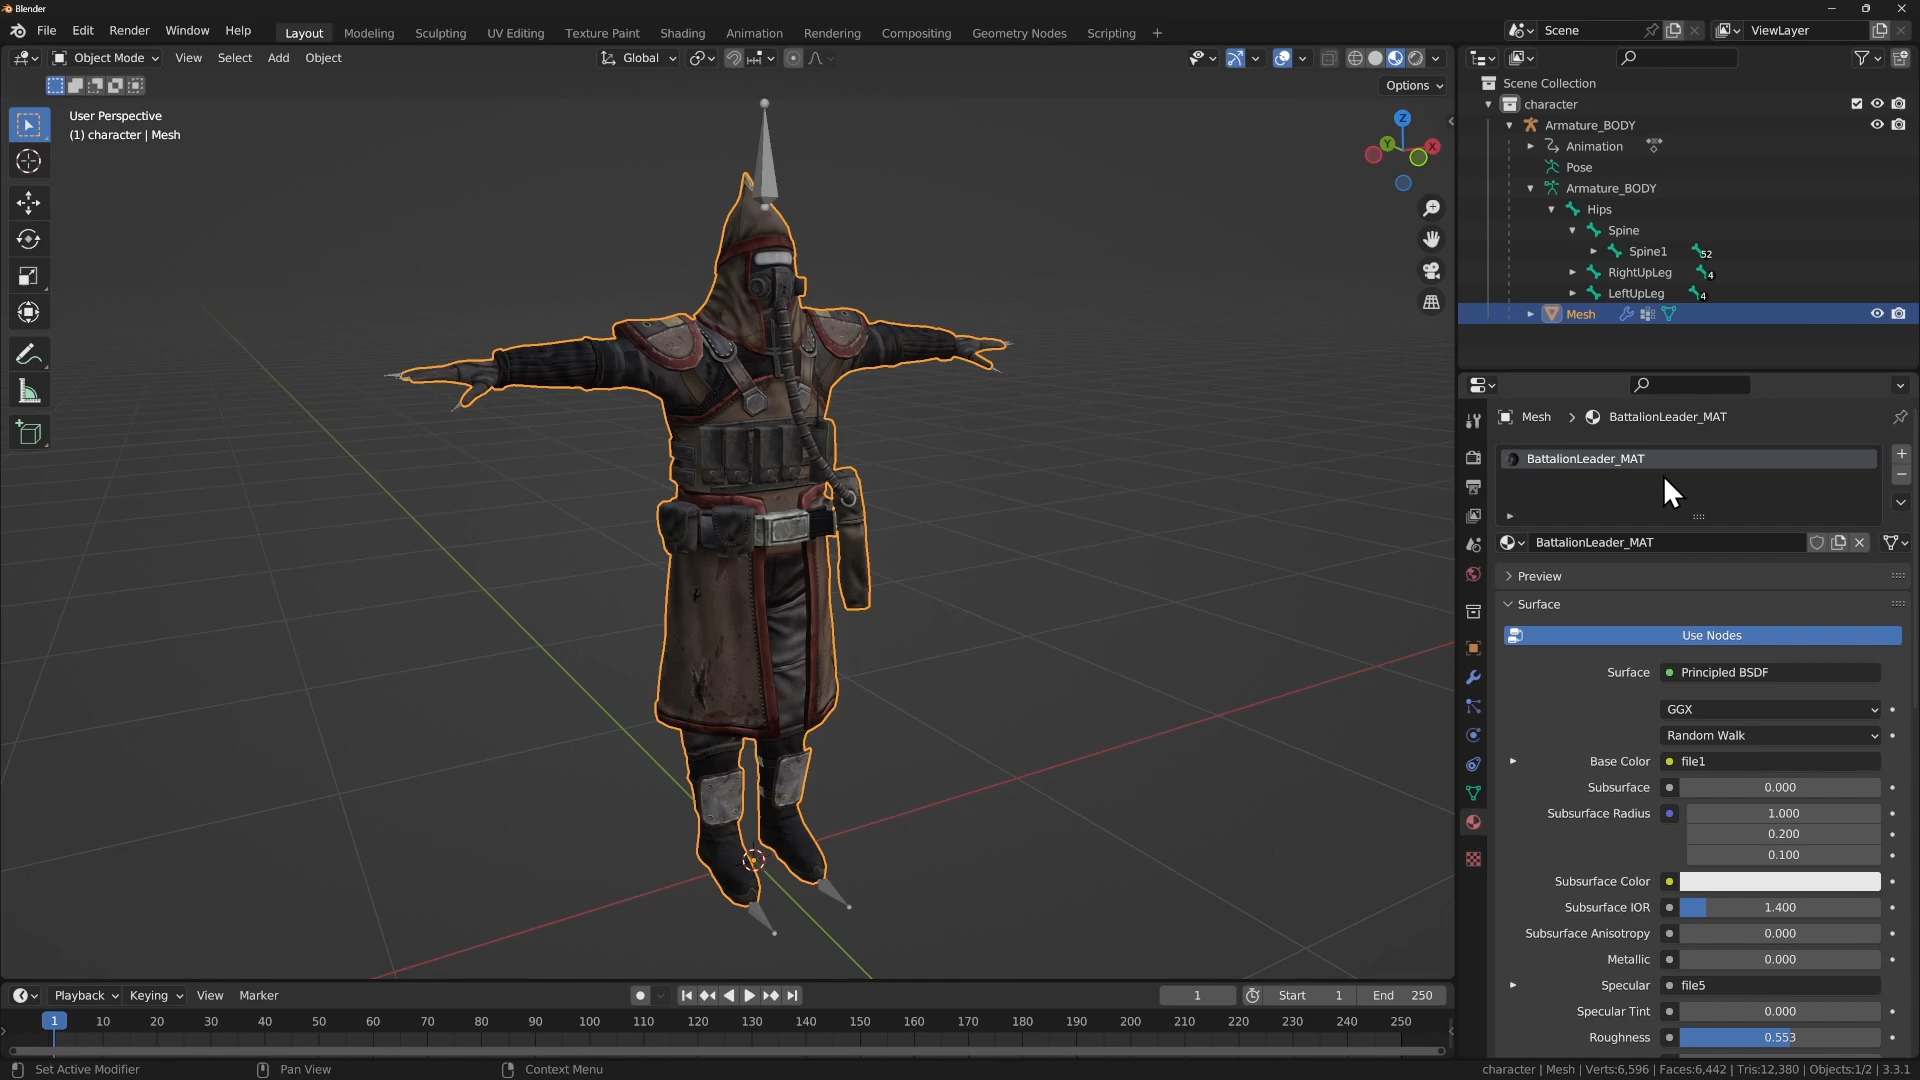 Blender
File Edit Render Window Help Layout Modeling Sculpting UV Editing Texture Paint Shading Animation Rendering Compositing Geometry Nodes Scripting + Scene ViewLayer
Object Mode View Select Add Object Global
Options
User Perspective
(1) character | Mesh
Z
Y
X
Scene Collection
character
Armature_BODY
Animation
Pose
Armature_BODY
Hips
Spine
Spine1 52
RightUpLeg 4
LeftUpLeg 4
Mesh
Mesh > BattalionLeader_MAT
BattalionLeader_MAT
BattalionLeader_MAT
Preview
Surface
Use Nodes
Surface Principled BSDF
GGX
Random Walk
Base Color file1
Subsurface 0.000
Subsurface Radius 1.000
0.200
0.100
Subsurface Color
Subsurface IOR 1.400
Subsurface Anisotropy 0.000
Metallic 0.000
Specular file5
Specular Tint 0.000
Roughness 0.553
Playback Keying View Marker 1 Start 1 End 250
1 10 20 30 40 50 60 70 80 90 100 110 120 130 140 150 160 170 180 190 200 210 220 230 240 250
Set Active Modifier Pan View Context Menu character | Mesh | Verts:6,596 | Faces:6,442 | Tris:12,380 | Objects:1/2 | 3.3.1